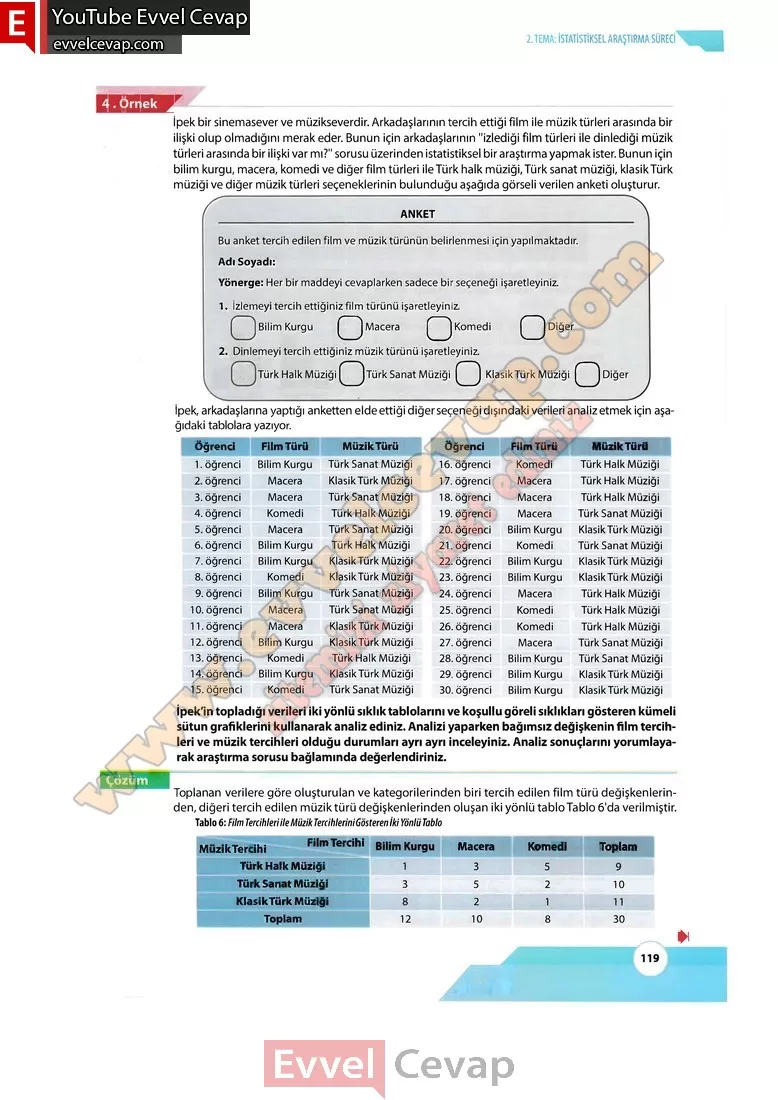 YouTube Evvel Cevap
evvelcevap.com
2. TEMA: İSTATİSTİKSEL ARAŞTIRMA SÜRECİ
4 . Örnek
İpek bir sinemasever ve müzikseverdir. Arkadaşlarının tercih ettiği film ile müzik türleri arasında bir
ilişki olup olmadığını merak eder. Bunun için arkadaşlarının "izlediği film türleri ile dinlediği müzik
türleri arasında bir ilişki var mı?" sorusu üzerinden istatistiksel bir araştırma yapmak ister. Bunun için
bilim kurgu, macera, komedi ve diğer film türleri ile Türk halk müziği, Türk sanat müziği, klasik Türk
müziği ve diğer müzik türleri seçeneklerinin bulunduğu aşağıda görseli verilen anketi oluşturur.
ANKET
Bu anket tercih edilen film ve müzik türünün belirlenmesi için yapılmaktadır.
Adı Soyadı:
Yönerge: Her bir maddeyi cevaplarken sadece bir seçeneği işaretleyiniz.
1. İzlemeyi tercih ettiğiniz film türünü işaretleyiniz.
Bilim Kurgu Macera Komedi Diğer
2. Dinlemeyi tercih ettiğiniz müzik türünü işaretleyiniz.
Türk Halk Müziği Türk Sanat Müziği Klasik Türk Müziği Diğer
İpek, arkadaşlarına yaptığı anketten elde ettiği diğer seçeneği dışındaki verileri analiz etmek için aşa-
ğıdaki tablolara yazıyor.
Öğrenci Film Türü Müzik Türü Öğrenci Film Türü Müzik Türü
1. öğrenci Bilim Kurgu Türk Sanat Müziği 16. öğrenci Komedi Türk Halk Müziği
2. öğrenci Macera Klasik Türk Müziği 17. öğrenci Macera Türk Halk Müziği
3. öğrenci Macera Türk Sanat Müziği 18. öğrenci Macera Türk Halk Müziği
4. öğrenci Komedi Türk Halk Müziği 19. öğrenci Macera Türk Sanat Müziği
5. öğrenci Macera Türk Sanat Müziği 20. öğrenci Bilim Kurgu Klasik Türk Müziği
6. öğrenci Bilim Kurgu Türk Halk Müziği 21. öğrenci Komedi Türk Sanat Müziği
7. öğrenci Bilim Kurgu Klasik Türk Müziği 22. öğrenci Bilim Kurgu Klasik Türk Müziği
8. öğrenci Komedi Klasik Türk Müziği 23. öğrenci Bilim Kurgu Klasik Türk Müziği
9. öğrenci Bilim Kurgu Türk Sanat Müziği 24. öğrenci Macera Türk Halk Müziği
10. öğrenci Macera Türk Sanat Müziği 25. öğrenci Komedi Türk Halk Müziği
11. öğrenci Macera Klasik Türk Müziği 26. öğrenci Komedi Türk Halk Müziği
12. öğrenci Bilim Kurgu Klasik Türk Müziği 27. öğrenci Macera Türk Sanat Müziği
13. öğrenci Komedi Türk Halk Müziği 28. öğrenci Bilim Kurgu Türk Sanat Müziği
14. öğrenci Bilim Kurgu Klasik Türk Müziği 29. öğrenci Bilim Kurgu Klasik Türk Müziği
15. öğrenci Komedi Türk Sanat Müziği 30. öğrenci Bilim Kurgu Klasik Türk Müziği
İpek'in topladığı verileri iki yönlü sıklık tablolarını ve koşullu göreli sıklıkları gösteren kümeli
sütun grafiklerini kullanarak analiz ediniz. Analizi yaparken bağımsız değişkenin film tercih-
leri ve müzik tercihleri olduğu durumları ayrı ayrı inceleyiniz. Analiz sonuçlarını yorumlaya-
rak araştırma sorusu bağlamında değerlendiriniz.
Çözüm
Toplanan verilere göre oluşturulan ve kategorilerinden biri tercih edilen film türü değişkenlerin-
den, diğeri tercih edilen müzik türü değişkenlerinden oluşan iki yönlü tablo Tablo 6'da verilmiştir.
Tablo 6: Film Tercihleri ile Müzik Tercihlerini Gösteren İki Yönlü Tablo
Müzik Tercihi Film Tercihi Bilim Kurgu Macera Komedi Toplam
Türk Halk Müziği 1 3 5 9
Türk Sanat Müziği 3 5 2 10
Klasik Türk Müziği 8 2 1 11
Toplam 12 10 8 30
119
www.evvelcevap.com
sitemizi ziyaret ediniz
Evvel Cevap